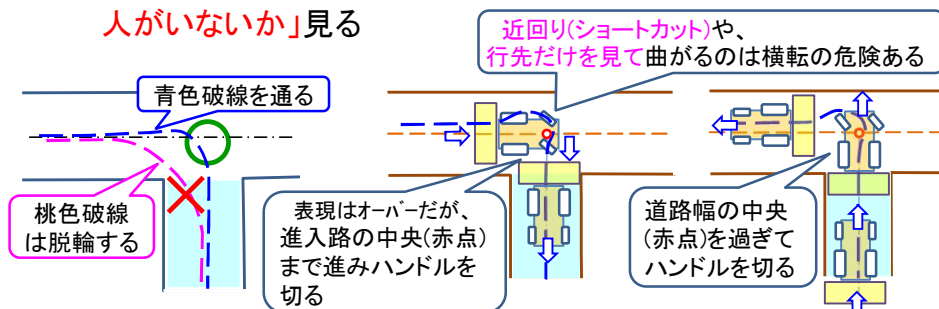 人がいないか」見る
近回り(ショートカット)や、
行先だけを見て曲がるのは横転の危険ある
青色破線を通る
桃色破線
は脱輪する
表現はオーバーだが、
進入路の中央(赤点)
まで進みハンドルを
切る
道路幅の中央
(赤点)を過ぎて
ハンドルを切る